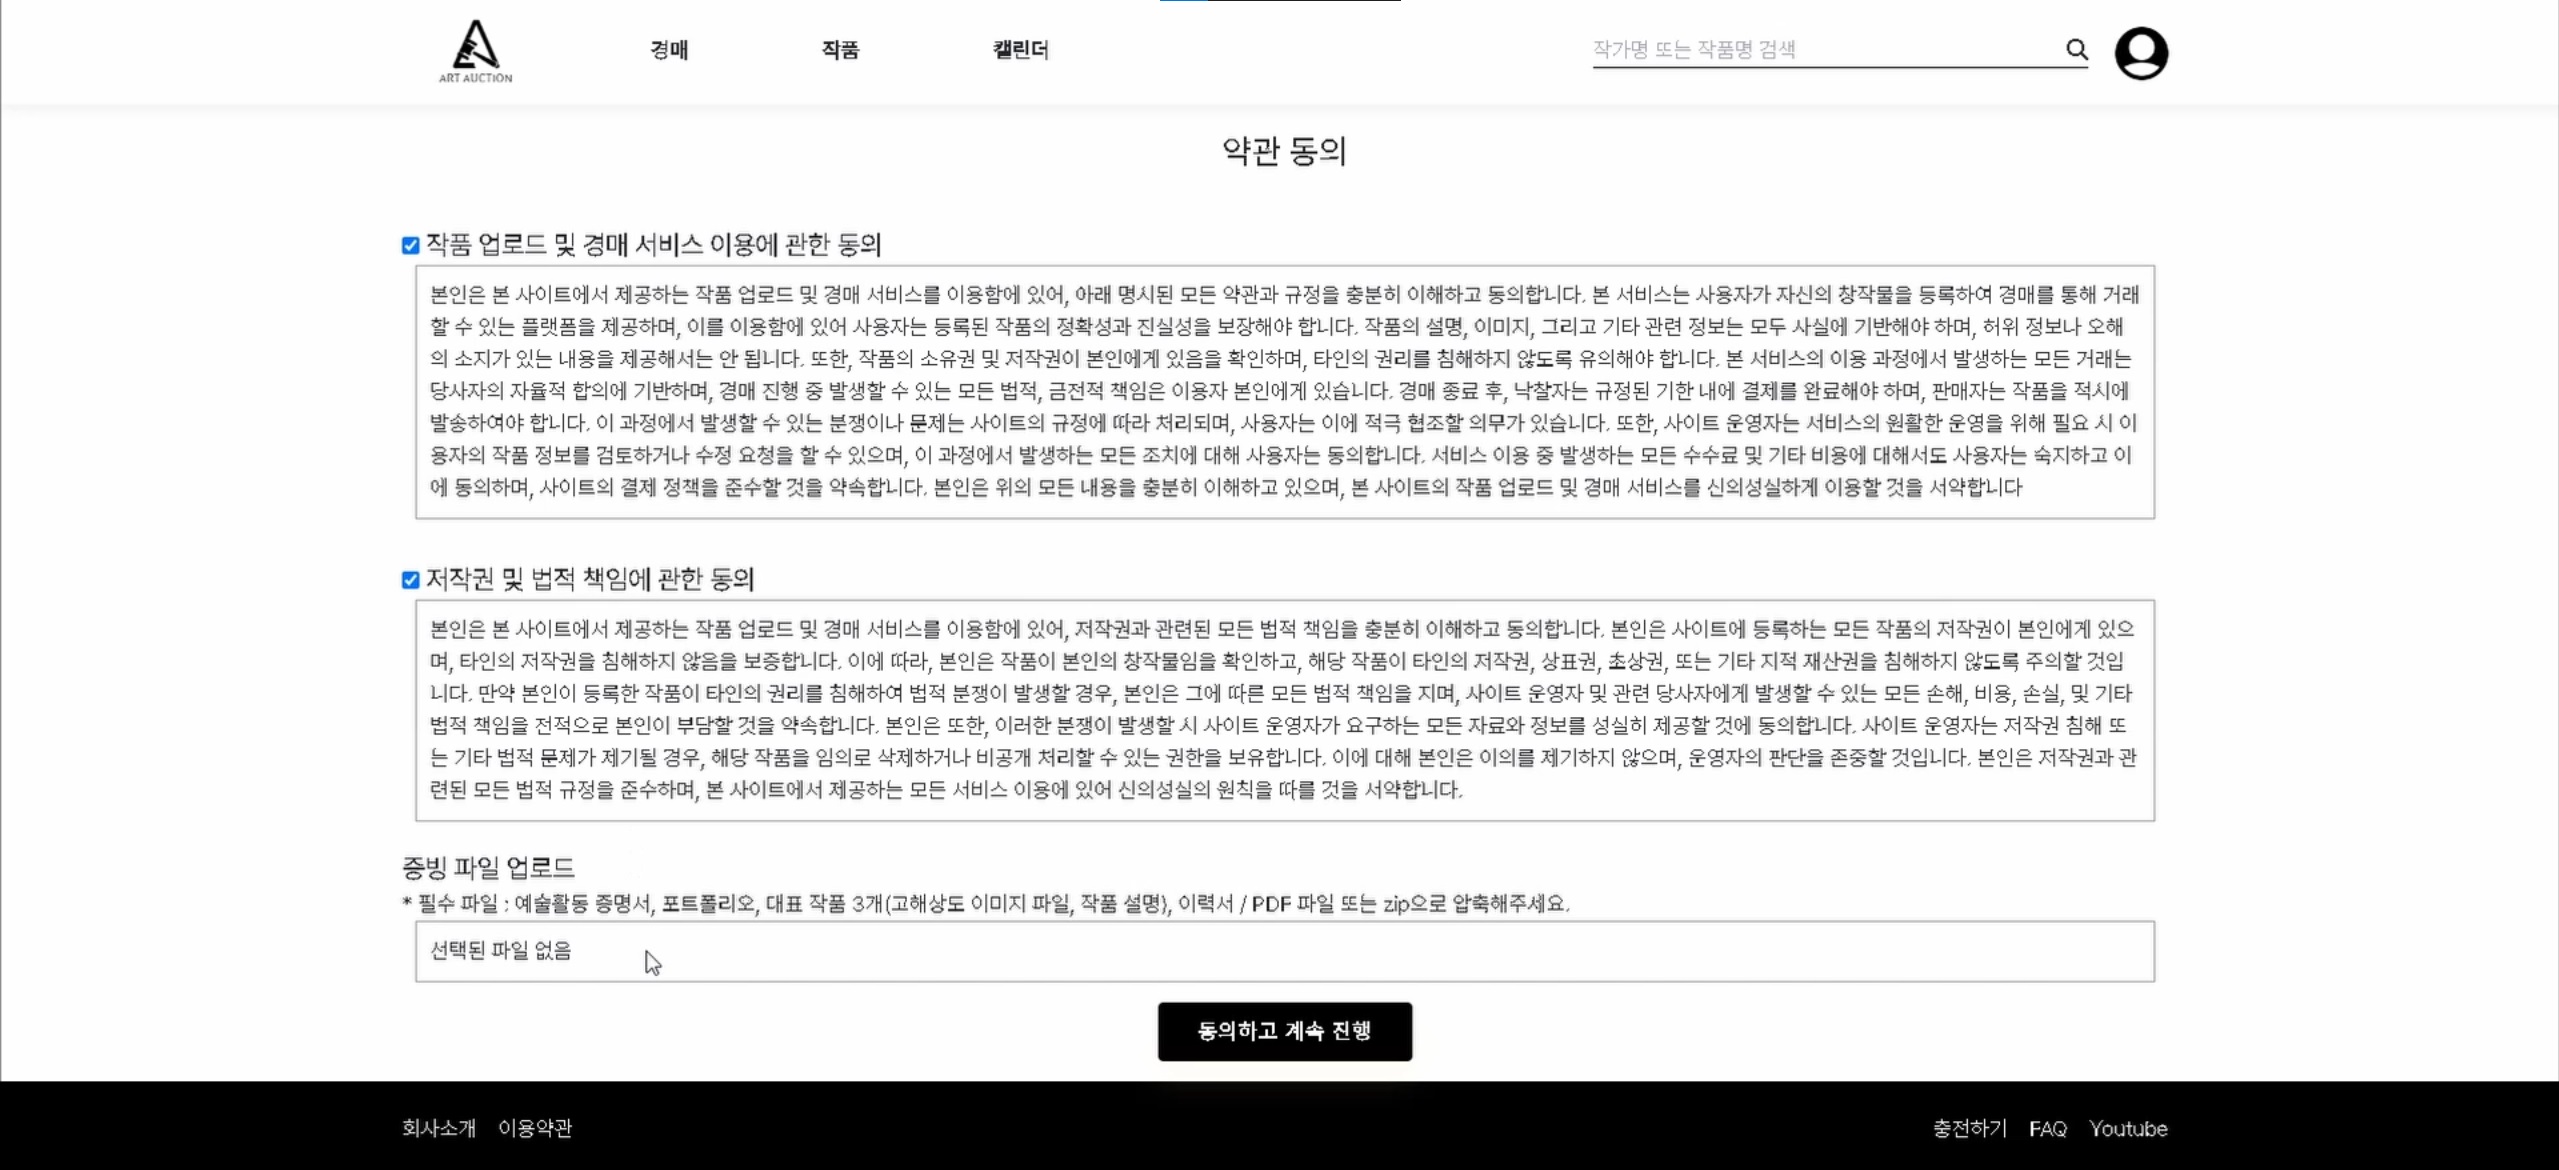 ART AUCTION
경매 작품 캘린더
작가명 또는 작품명 검색
약관 동의
작품 업로드 및 경매 서비스 이용에 관한 동의
본인은 본 사이트에서 제공하는 작품 업로드 및 경매 서비스를 이용함에 있어, 아래 명시된 모든 약관과 규정을 충분히 이해하고 동의합니다. 본 서비스는 사용자가 자신의 창작물을 등록하여 경매를 통해 거래
할 수 있는 플랫폼을 제공하며, 이를 이용함에 있어 사용자는 등록된 작품의 정확성과 진실성을 보장해야 합니다. 작품의 설명, 이미지, 그리고 기타 관련 정보는 모두 사실에 기반해야 하며, 허위 정보나 오해
의 소지가 있는 내용을 제공해서는 안 됩니다. 또한, 작품의 소유권 및 저작권이 본인에게 있음을 확인하며, 타인의 권리를 침해하지 않도록 유의해야 합니다. 본 서비스의 이용 과정에서 발생하는 모든 거래는
당사자의 자율적 합의에 기반하며, 경매 진행 중 발생할 수 있는 모든 법적, 금전적 책임은 이용자 본인에게 있습니다. 경매 종료 후, 낙찰자는 규정된 기한 내에 결제를 완료해야 하며, 판매자는 작품을 적시에
발송하여야 합니다. 이 과정에서 발생할 수 있는 분쟁이나 문제는 사이트의 규정에 따라 처리되며, 사용자는 이에 적극 협조할 의무가 있습니다. 또한, 사이트 운영자는 서비스의 원활한 운영을 위해 필요 시 이
용자의 작품 정보를 검토하거나 수정 요청을 할 수 있으며, 이 과정에서 발생하는 모든 조치에 대해 사용자는 동의합니다. 서비스 이용 중 발생하는 모든 수수료 및 기타 비용에 대해서도 사용자는 숙지하고 이
에 동의하며, 사이트의 결제 정책을 준수할 것을 약속합니다. 본인은 위의 모든 내용을 충분히 이해하고 있으며, 본 사이트의 작품 업로드 및 경매 서비스를 신의성실하게 이용할 것을 서약합니다
저작권 및 법적 책임에 관한 동의
본인은 본 사이트에서 제공하는 작품 업로드 및 경매 서비스를 이용함에 있어, 저작권과 관련된 모든 법적 책임을 충분히 이해하고 동의합니다. 본인은 사이트에 등록하는 모든 작품의 저작권이 본인에게 있으
며, 타인의 저작권을 침해하지 않음을 보증합니다. 이에 따라, 본인은 작품이 본인의 창작물임을 확인하고, 해당 작품이 타인의 저작권, 상표권, 초상권, 또는 기타 지적 재산권을 침해하지 않도록 주의할 것입
니다. 만약 본인이 등록한 작품이 타인의 권리를 침해하여 법적 분쟁이 발생할 경우, 본인은 그에 따른 모든 법적 책임을 지며, 사이트 운영자 및 관련 당사자에게 발생할 수 있는 모든 손해, 비용, 손실, 및 기타
법적 책임을 전적으로 본인이 부담할 것을 약속합니다. 본인은 또한, 이러한 분쟁이 발생할 시 사이트 운영자가 요구하는 모든 자료와 정보를 성실히 제공할 것에 동의합니다. 사이트 운영자는 저작권 침해 또
는 기타 법적 문제가 제기될 경우, 해당 작품을 임의로 삭제하거나 비공개 처리할 수 있는 권한을 보유합니다. 이에 대해 본인은 이의를 제기하지 않으며, 운영자의 판단을 존중할 것입니다. 본인은 저작권과 관
련된 모든 법적 규정을 준수하며, 본 사이트에서 제공하는 모든 서비스 이용에 있어 신의성실의 원칙을 따를 것을 서약합니다.
증빙 파일 업로드
* 필수 파일 : 예술활동 증명서, 포트폴리오, 대표 작품 3개(고해상도 이미지 파일, 작품 설명), 이력서 / PDF 파일 또는 zip으로 압축해주세요.
선택된 파일 없음
동의하고 계속 진행
회사소개 이용약관 충전하기 FAQ Youtube